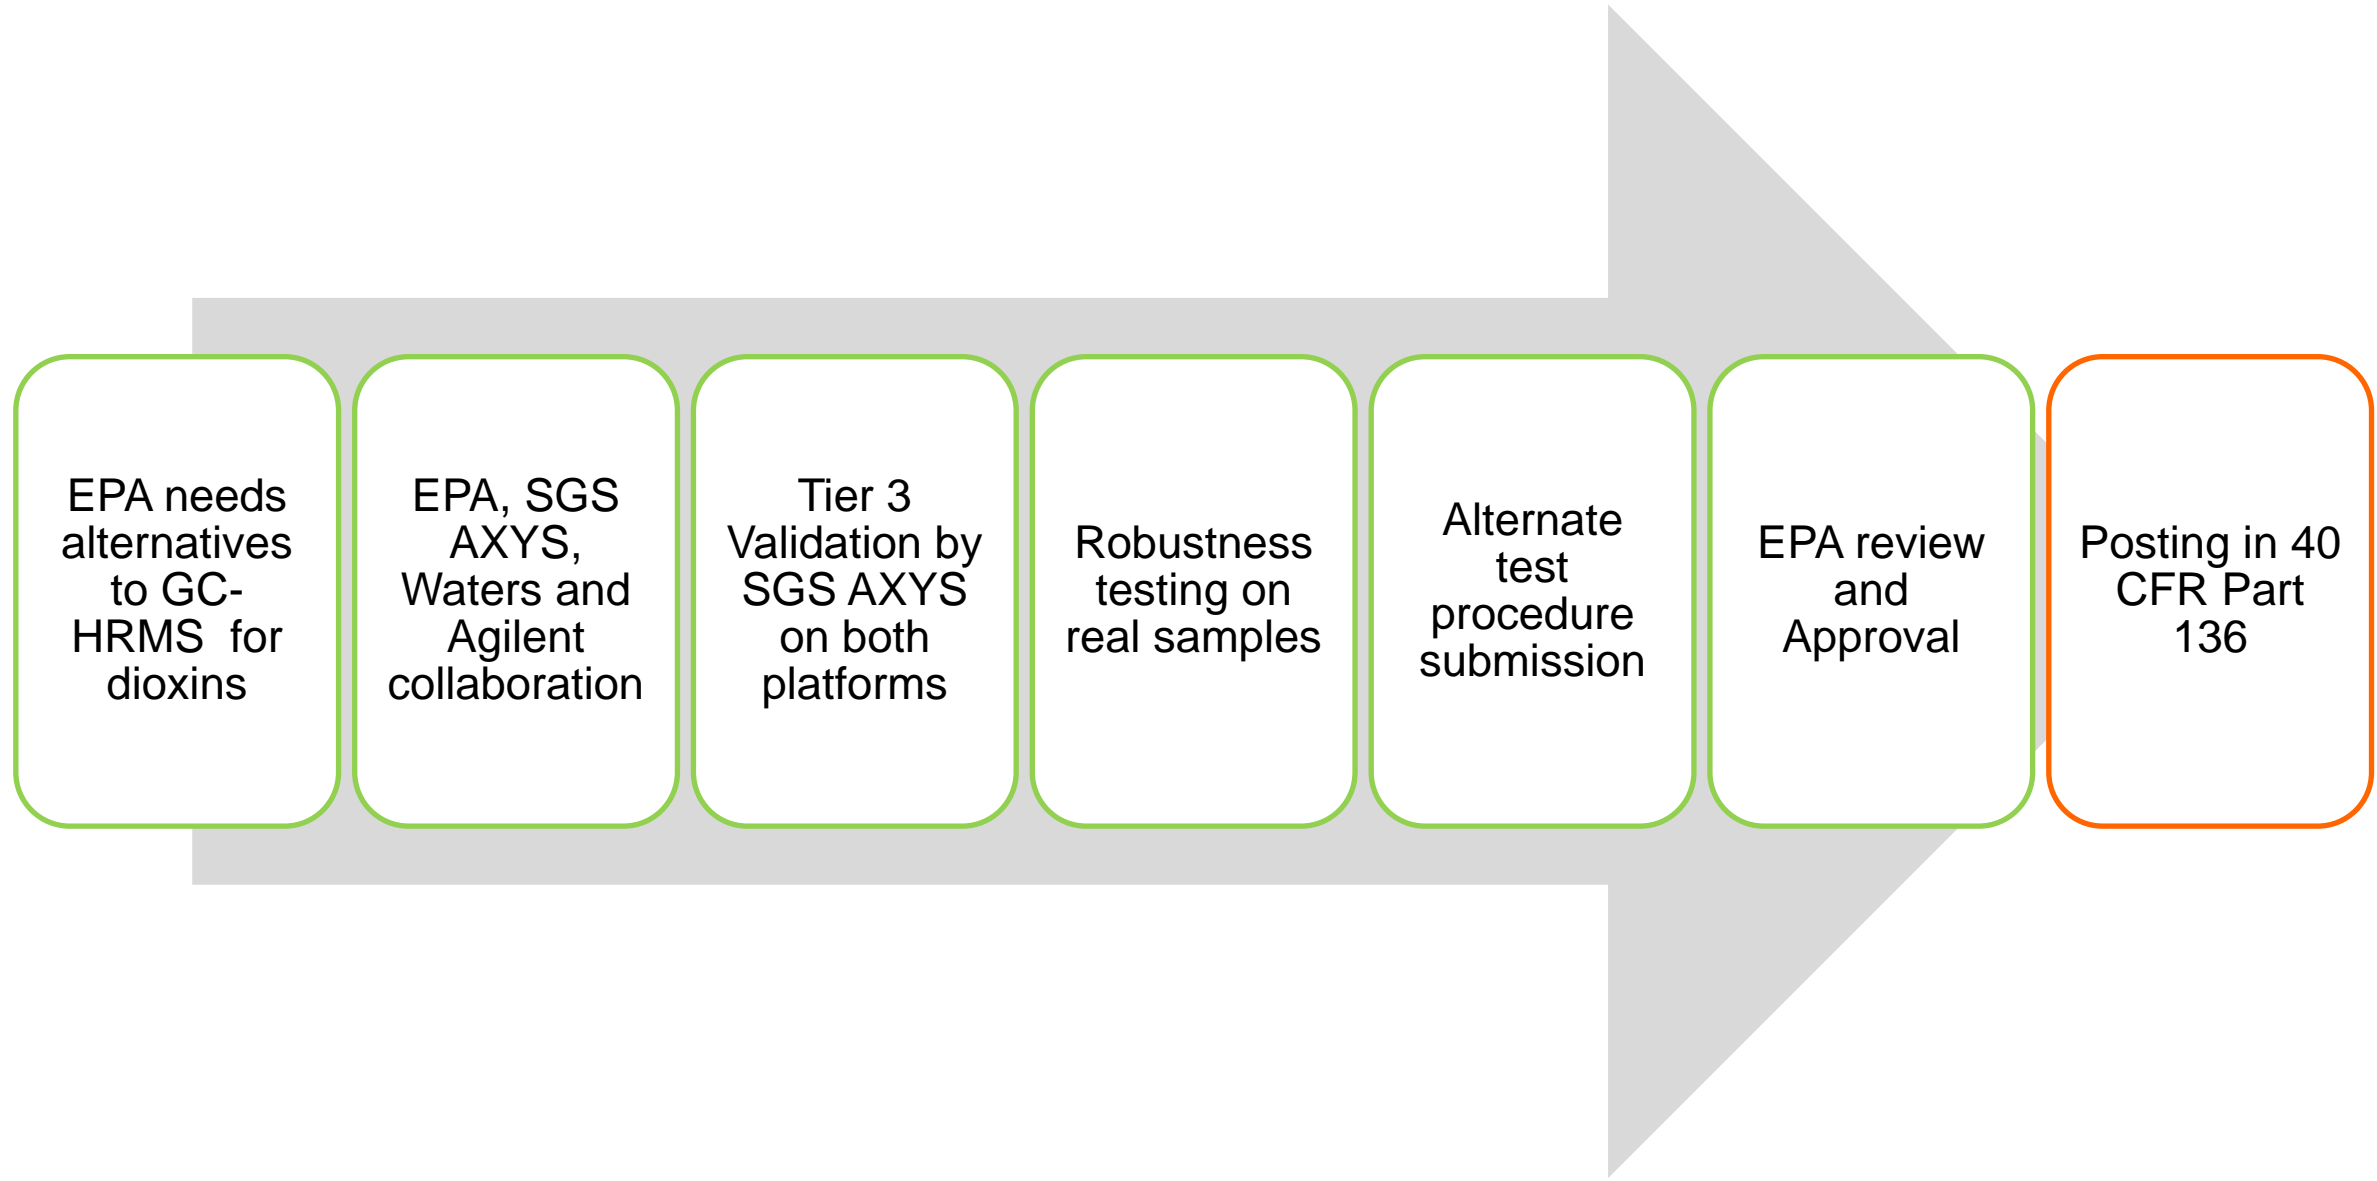 EPA needs
alternatives
to GC-
HRMS  for
dioxins
EPA, SGS
AXYS,
Waters and
Agilent
collaboration
Tier 3
Validation by
SGS AXYS
on both
platforms
Robustness
testing on
real samples
Alternate
test
procedure
submission
EPA review
and
Approval
Posting in 40
CFR Part
136